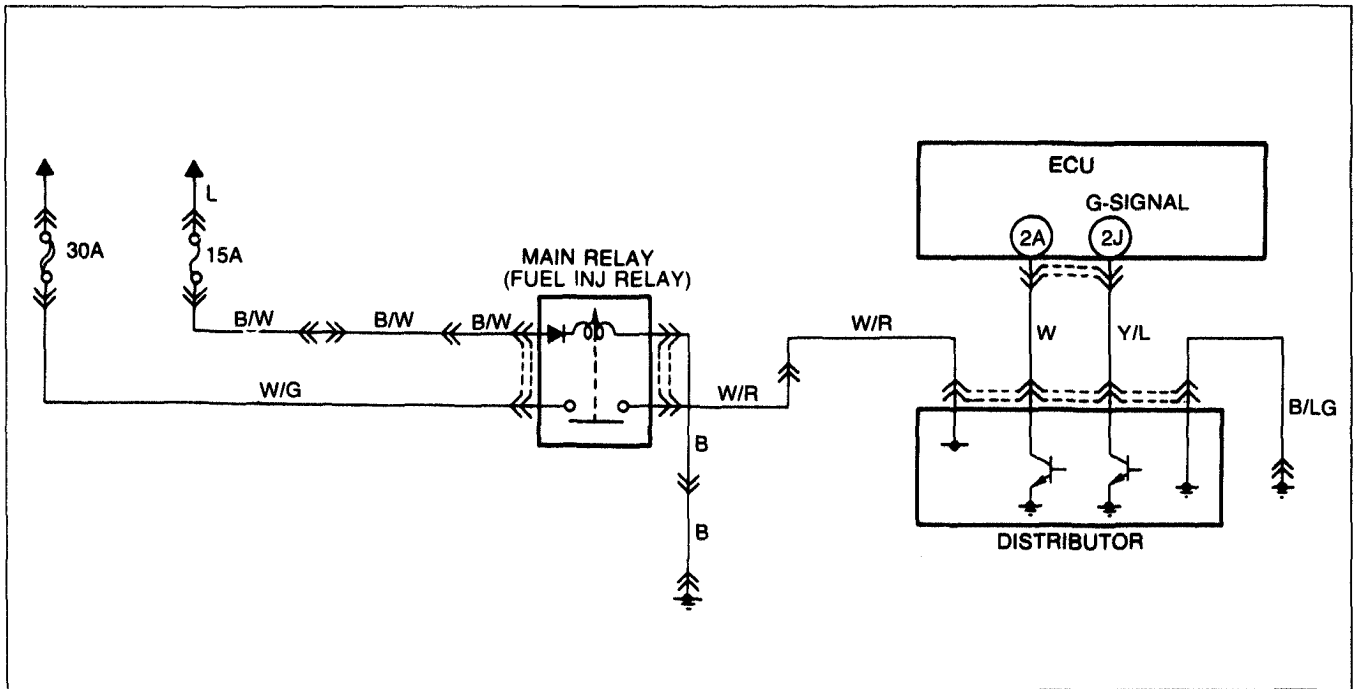 ECU
G-SIGNAL
2A
2J
L
30A
15A
MAIN RELAY
(FUEL INJ RELAY)
B/W
B/W
B/W
W/R
W
Y/L
W/G
W/R
B/LG
B
B
DISTRIBUTOR